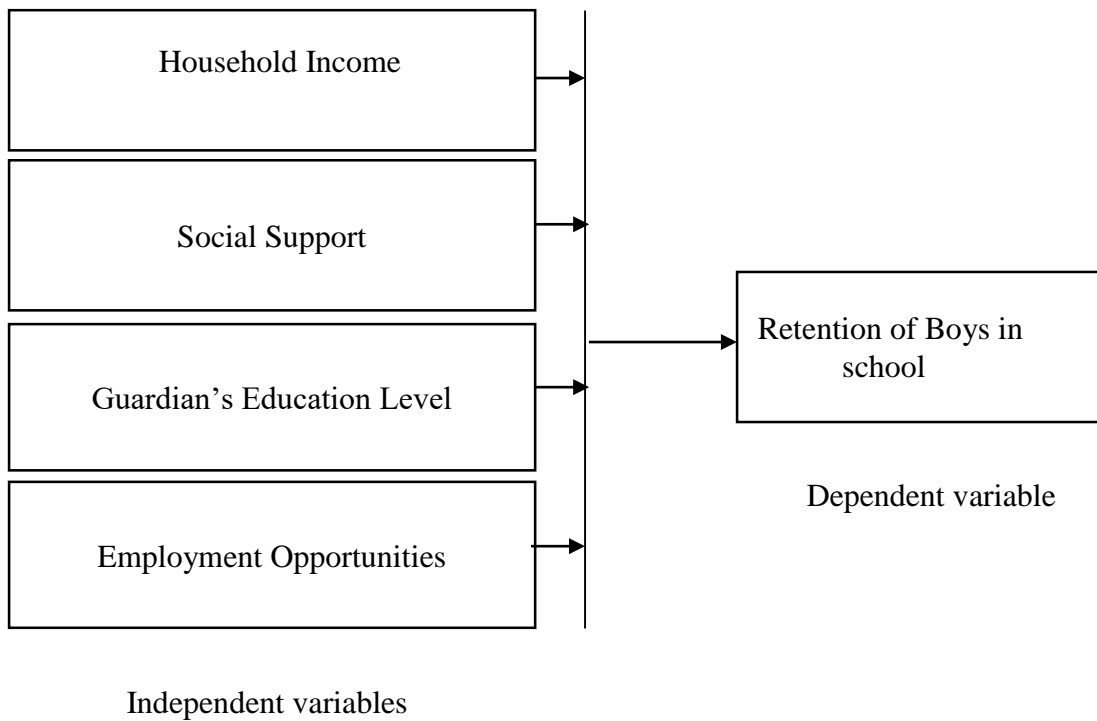 Household Income
Social Support
Guardian’s Education Level
Employment Opportunities
Independent variables
Retention of Boys in
school
Dependent variable